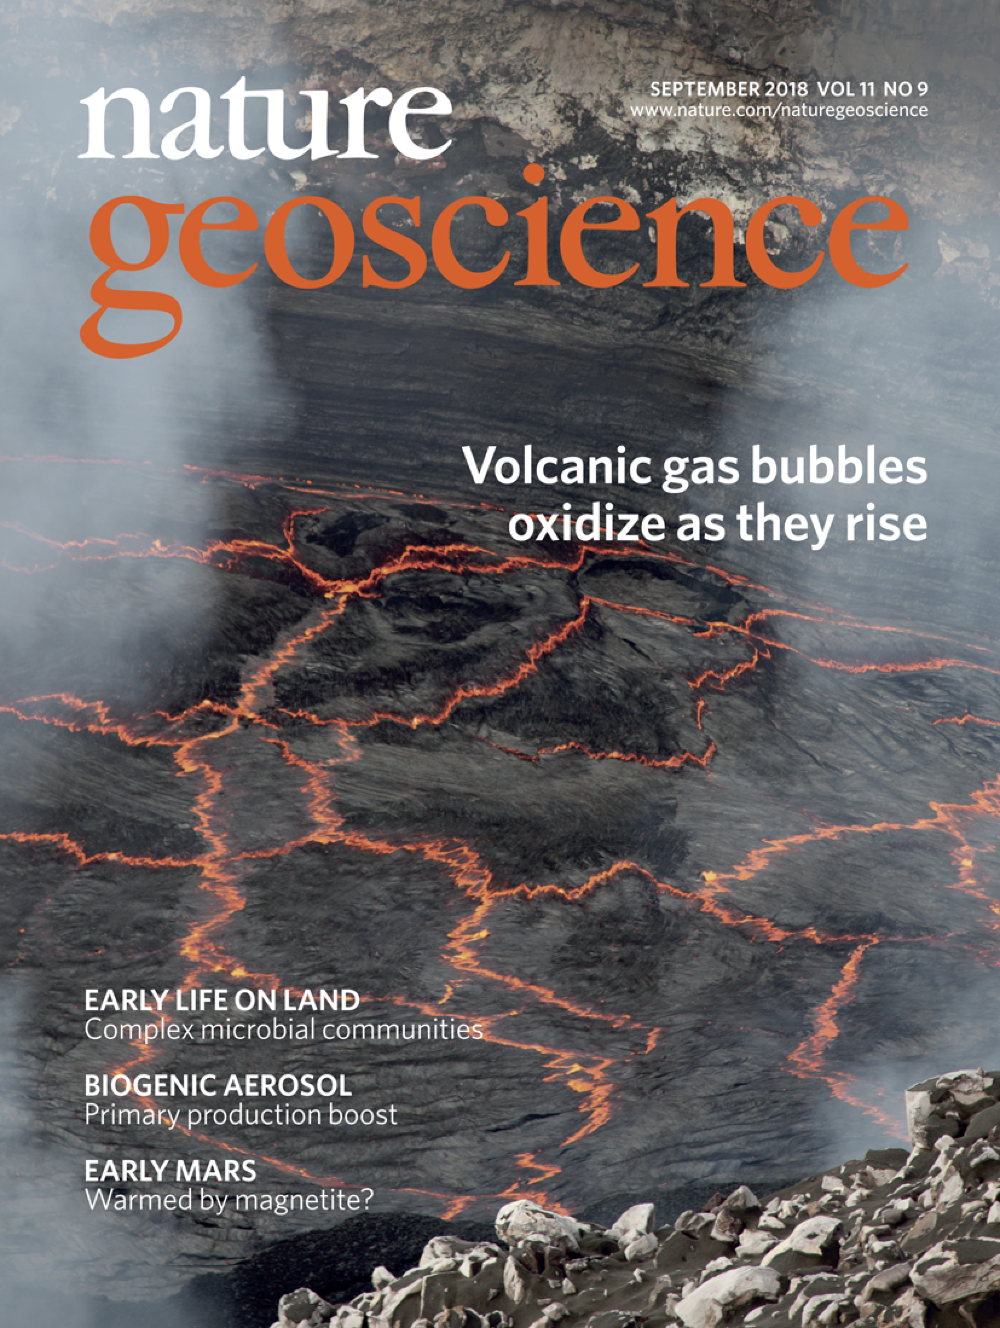 nature
SEPTEMBER 2018 VOL 11 NO 9
www.nature.com/naturegeoscience
geoscience
Volcanic gas bubbles
oxidize as they rise
EARLY LIFE ON LAND
Complex microbial communities
BIOGENIC AEROSOL
Primary production boost
EARLY MARS
Warmed by magnetite?